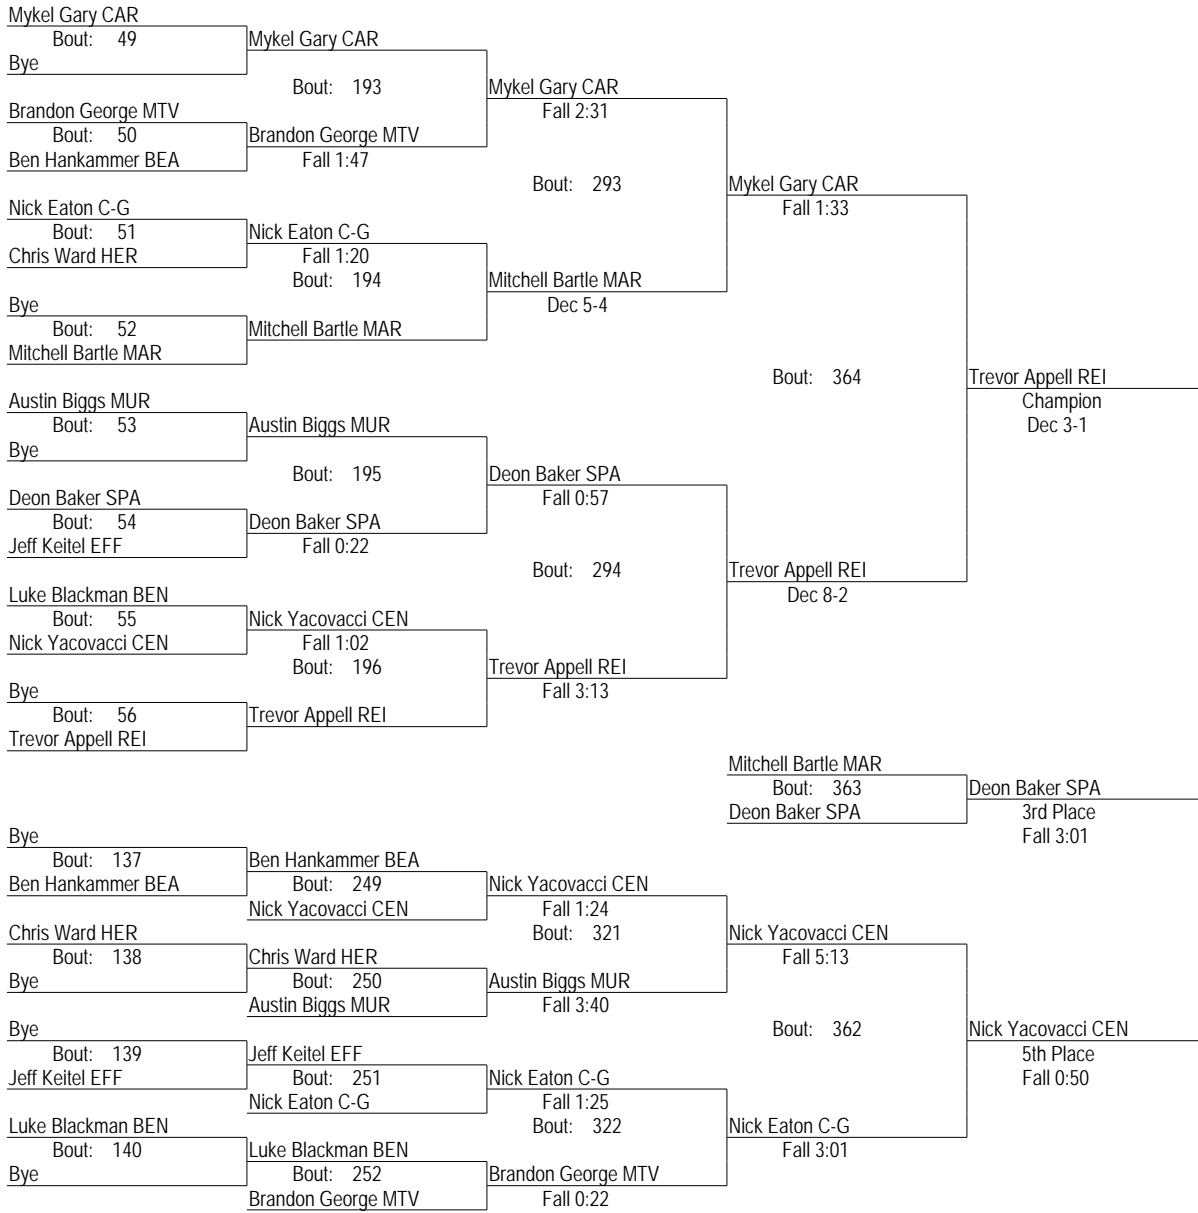 Mykel Gary CAR
Bout: 49
Mykel Gary CAR
Bye
Bout: 193
Mykel Gary CAR
Brandon George MTV
Fall 2:31
Bout: 50
Brandon George MTV
Ben Hankammer BEA
Fall 1:47
Bout: 293
Mykel Gary CAR
Nick Eaton C-G
Fall 1:33
Bout: 51
Nick Eaton C-G
Chris Ward HER
Fall 1:20
Bout: 194
Mitchell Bartle MAR
Bye
Dec 5-4
Bout: 52
Mitchell Bartle MAR
Mitchell Bartle MAR
Bout: 364
Trevor Appell REI
Austin Biggs MUR
Champion
Bout: 53
Austin Biggs MUR
Dec 3-1
Bye
Bout: 195
Deon Baker SPA
Deon Baker SPA
Fall 0:57
Bout: 54
Deon Baker SPA
Jeff Keitel EFF
Fall 0:22
Bout: 294
Trevor Appell REI
Luke Blackman BEN
Dec 8-2
Bout: 55
Nick Yacovacci CEN
Nick Yacovacci CEN
Fall 1:02
Bout: 196
Trevor Appell REI
Bye
Fall 3:13
Bout: 56
Trevor Appell REI
Trevor Appell REI
Mitchell Bartle MAR
Bout: 363
Deon Baker SPA
Deon Baker SPA
3rd Place
Fall 3:01
Bye
Bout: 137
Ben Hankammer BEA
Ben Hankammer BEA
Bout: 249
Nick Yacovacci CEN
Nick Yacovacci CEN
Fall 1:24
Chris Ward HER
Bout: 321
Nick Yacovacci CEN
Bout: 138
Chris Ward HER
Fall 5:13
Bye
Bout: 250
Austin Biggs MUR
Austin Biggs MUR
Fall 3:40
Bye
Bout: 362
Nick Yacovacci CEN
Bout: 139
Jeff Keitel EFF
5th Place
Jeff Keitel EFF
Bout: 251
Nick Eaton C-G
Fall 0:50
Nick Eaton C-G
Fall 1:25
Luke Blackman BEN
Bout: 322
Nick Eaton C-G
Bout: 140
Luke Blackman BEN
Fall 3:01
Bye
Bout: 252
Brandon George MTV
Brandon George MTV
Fall 0:22